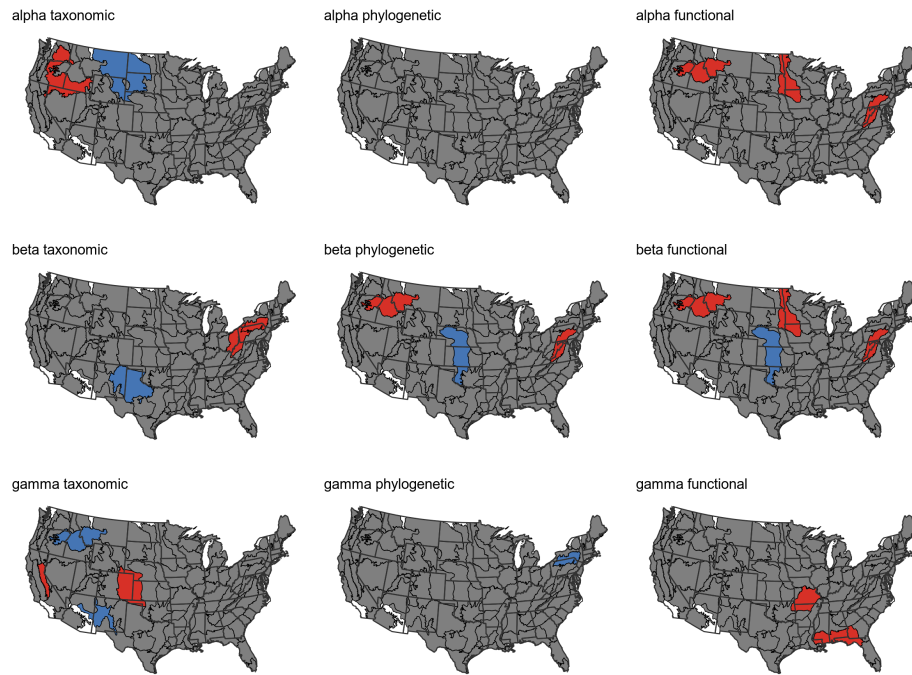 alpha taxonomic
alpha phylogenetic
alpha functional
beta taxonomic
beta phylogenetic
beta functional
gamma taxonomic
gamma phylogenetic
gamma functional